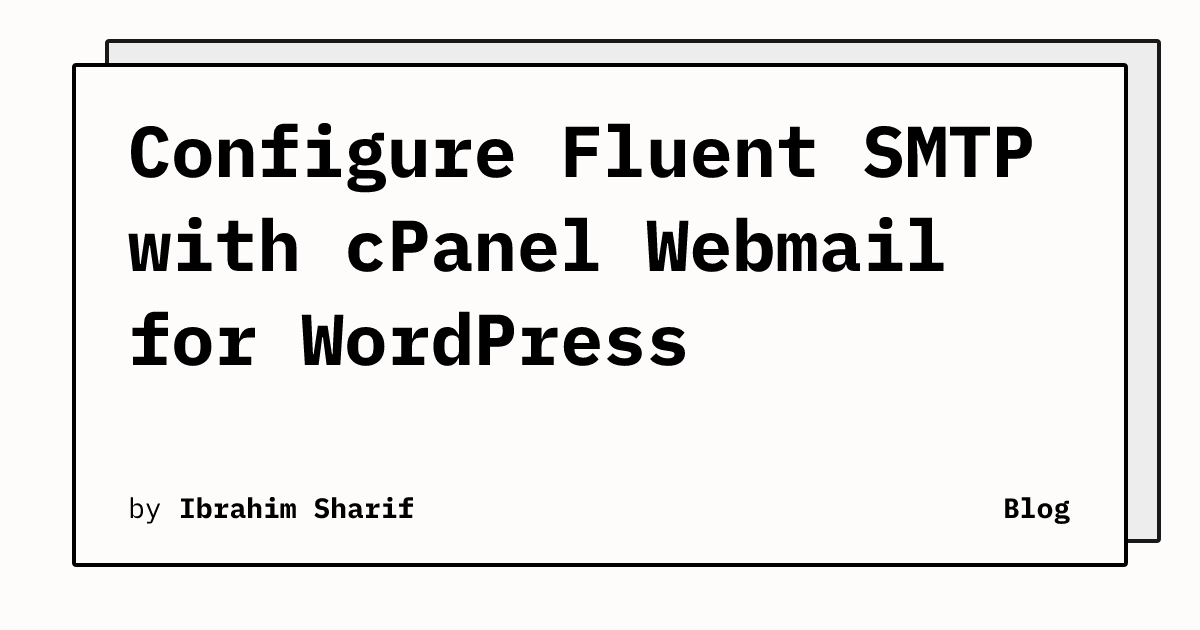 Configure Fluent SMTP
with cPanel Webmail
for WordPress
by Ibrahim Sharif
Blog